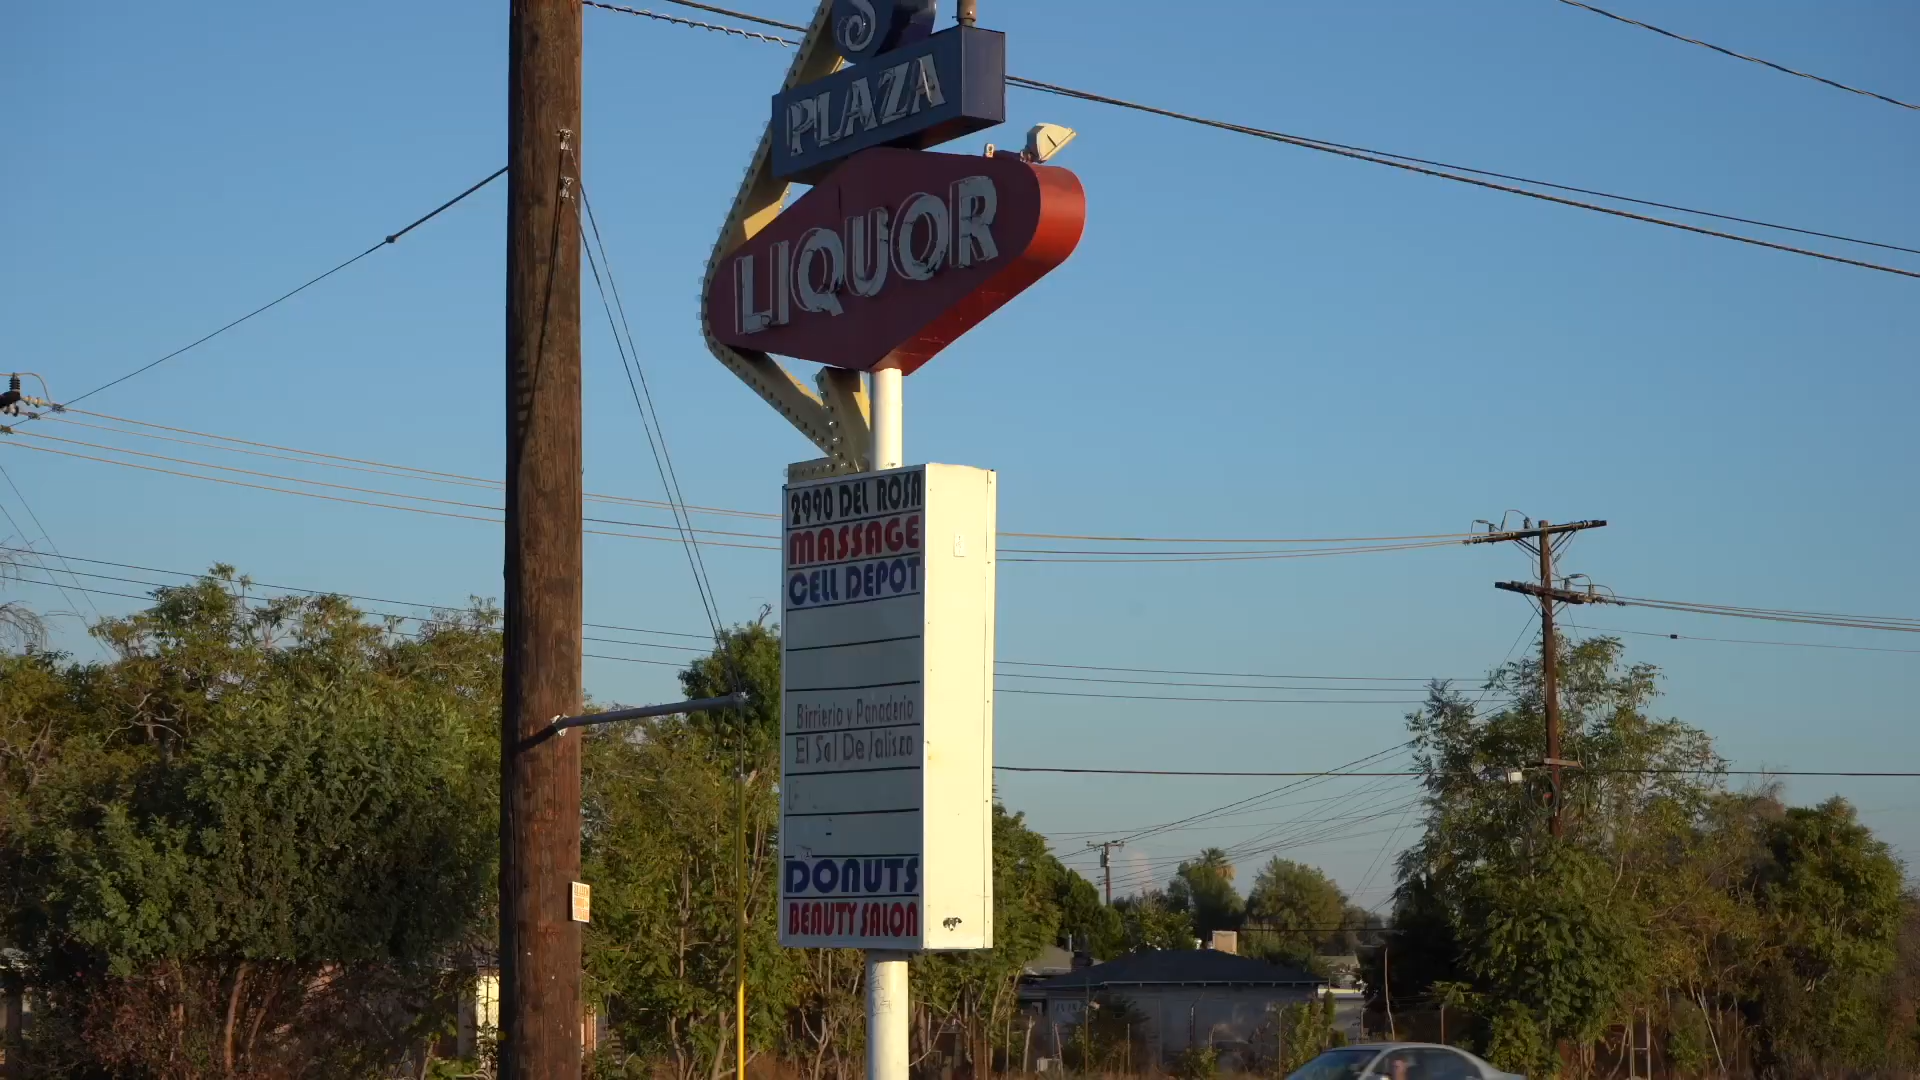 S
PLAZA
LIQUOR
2990 DEL ROSA
MASSAGE
CELL DEPOT
Birrieria y Panaderia
El Sol De Jalisco
DONUTS
BEAUTY SALON